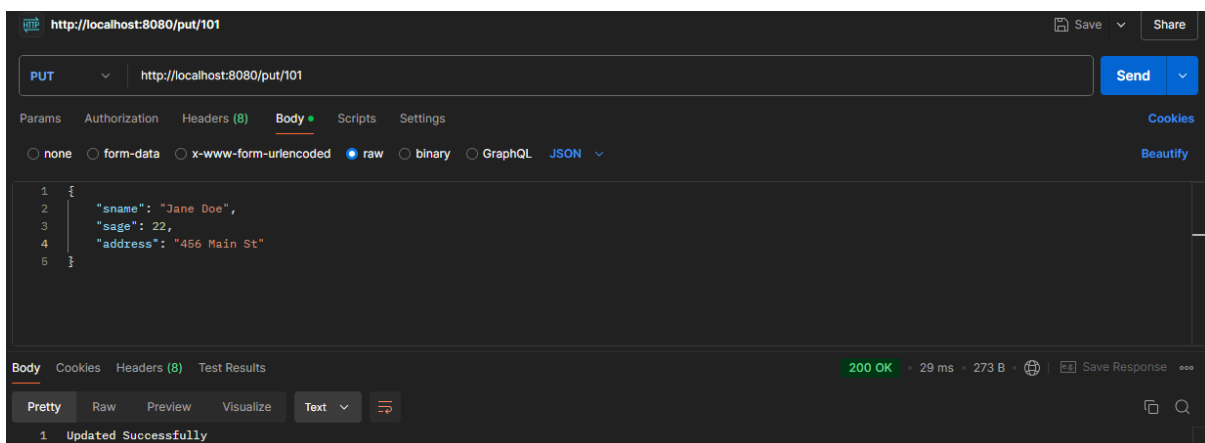 HTTP http://localhost:8080/put/101 Save Share
PUT http://localhost:8080/put/101 Send
Params Authorization Headers (8) Body Scripts Settings Cookies
none form-data x-www-form-urlencoded raw binary GraphQL JSON Beautify
1 {
2 "sname": "Jane Doe",
3 "sage": 22,
4 "address": "456 Main St"
5 }
Body Cookies Headers (8) Test Results 200 OK 29 ms 273 B e.g. Save Response
Pretty Raw Preview Visualize Text
1 Updated Successfully